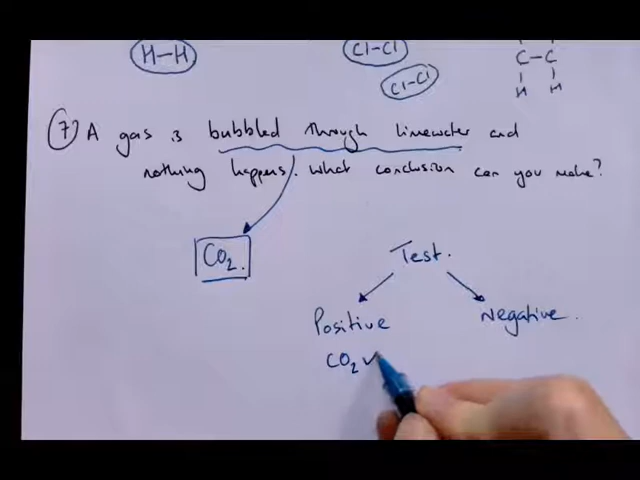 H-H Cl-Cl C-C
Cl-Cl H H
7 A gas is bubbled through limewater and
nothing happens. What conclusion can you make?
CO2.
Test.
Positive Negative.
CO2 ✓